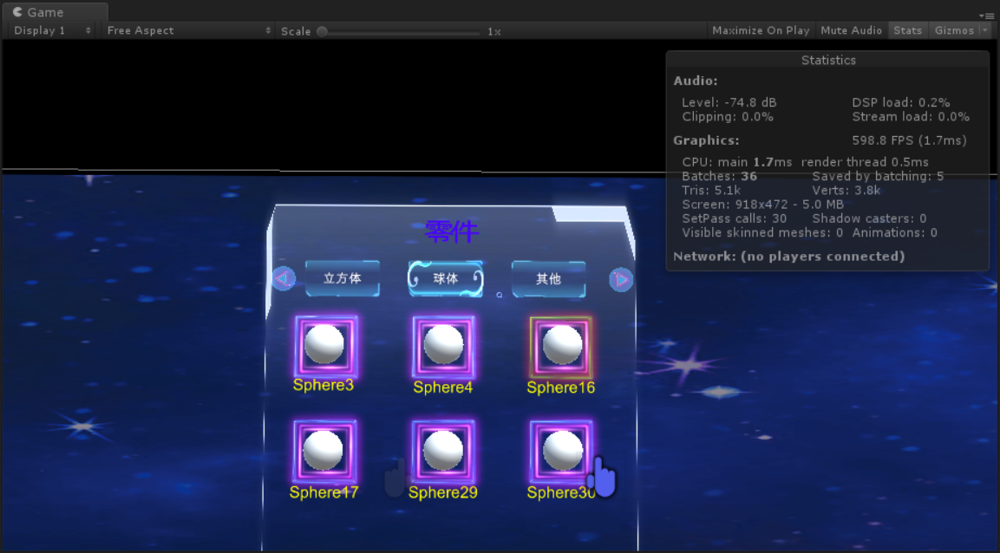 Game
Display 1 Free Aspect Scale 1x Maximize On Play Mute Audio Stats Gizmos
Statistics
Audio:
Level: -74.8 dB DSP load: 0.2%
Clipping: 0.0% Stream load: 0.0%
Graphics: 598.8 FPS (1.7ms)
CPU: main 1.7ms render thread 0.5ms
Batches: 36 Saved by batching: 5
Tris: 5.1k Verts: 3.8k
Screen: 918x472 - 5.0 MB
SetPass calls: 30 Shadow casters: 0
Visible skinned meshes: 0 Animations: 0
Network: (no players connected)
零件
立方体 球体 其他
Sphere3 Sphere4 Sphere16
Sphere17 Sphere29 Sphere30